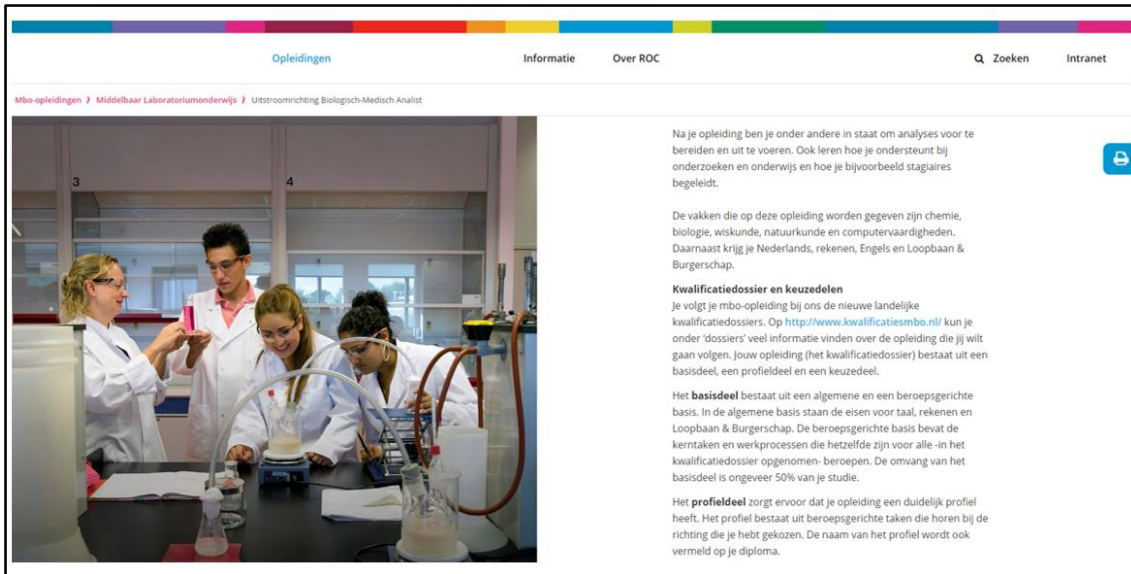 Opleidingen
Informatie
Over ROC
Zoeken
Intranet
Mbo-opleidingen ⟩ Middelbaar Laboratoriumonderwijs ⟩ Uitstroomrichting Biologisch-Medisch Analist
3
4
Na je opleiding ben je onder andere in staat om analyses voor te
bereiden en uit te voeren. Ook leren hoe je ondersteunt bij
onderzoeken en onderwijs en hoe je bijvoorbeeld stagiaires
begeleidt.
De vakken die op deze opleiding worden gegeven zijn chemie,
biologie, wiskunde, natuurkunde en computervaardigheden.
Daarnaast krijg je Nederlands, rekenen, Engels en Loopbaan &
Burgerschap.
Kwalificatiedossier en keuzedelen
Je volgt je mbo-opleiding bij ons de nieuwe landelijke
kwalificatiedossiers. Op http://www.kwalificatiesmbo.nl/ kun je
onder 'dossiers' veel informatie vinden over de opleiding die jij wilt
gaan volgen. Jouw opleiding (het kwalificatiedossier) bestaat uit een
basisdeel, een profieldeel en een keuzedeel.
Het basisdeel bestaat uit een algemene en een beroepsgerichte
basis. In de algemene basis staan de eisen voor taal, rekenen en
Loopbaan & Burgerschap. De beroepsgerichte basis bevat de
kerntaken en werkprocessen die hetzelfde zijn voor alle -in het
kwalificatiedossier opgenomen- beroepen. De omvang van het
basisdeel is ongeveer 50% van je studie.
Het profieldeel zorgt ervoor dat je opleiding een duidelijk profiel
heeft. Het profiel bestaat uit beroepsgerichte taken die horen bij de
richting die je hebt gekozen. De naam van het profiel wordt ook
vermeld op je diploma.